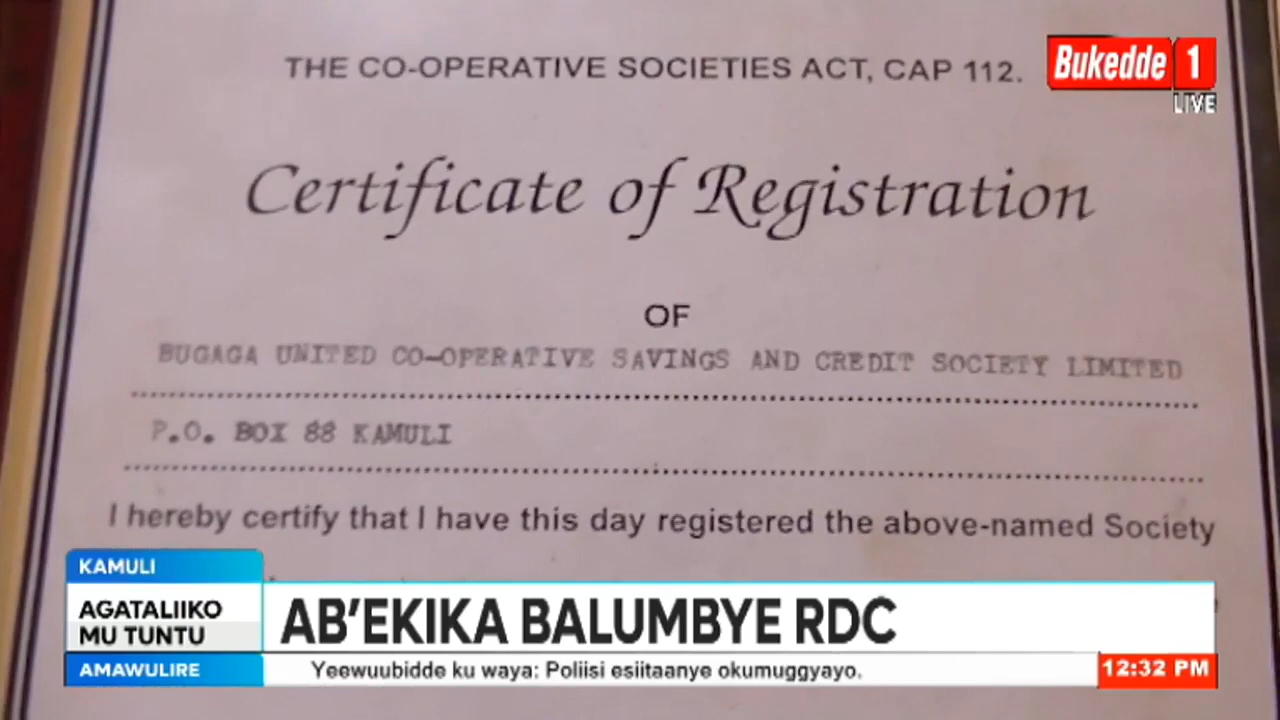 THE CO-OPERATIVE SOCIETIES ACT, CAP 112.
Bukedde 1
LIVE
Certificate of Registration
OF
BUGAGA UNITED CO-OPERATIVE SAVINGS AND CREDIT SOCIETY LIMITED
P.O. BOX 88 KAMULI
I hereby certify that I have this day registered the above-named Society
KAMULI
AGATALIIKO
MU TUNTU
AB'EKIKA BALUMBYE RDC
AMAWULIRE
Yeewuubidde ku waya: Poliisi esiitaanye okumuggyayo.
12:32 PM